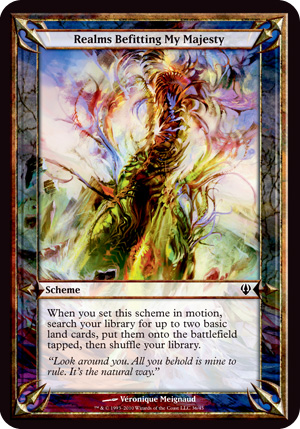 Realms Befitting My Majesty
Scheme
When you set this scheme in motion,
search your library for up to two basic
land cards, put them onto the battlefield
tapped, then shuffle your library.
“Look around you. All you behold is mine to
rule. It’s the natural way.”
Véronique Meignaud
™ & © 1993–2010 Wizards of the Coast LLC 36/45